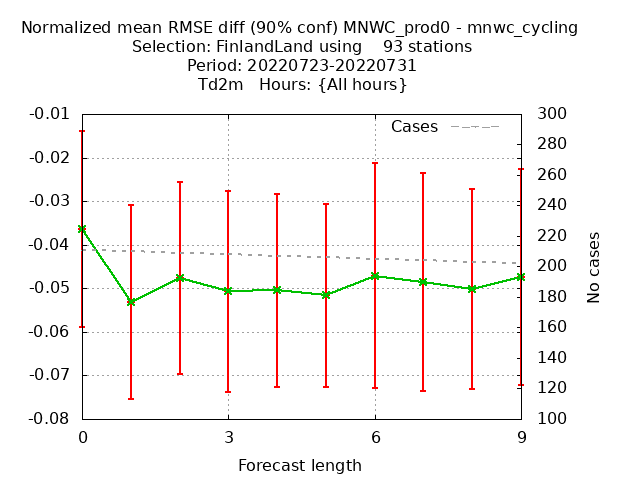 Normalized mean RMSE diff (90% conf) MNWC_prod0 - mnwc_cycling
Selection: FinlandLand using    93 stations
Period: 20220723-20220731
Td2m   Hours: {All hours}
Cases
-0.01
-0.02
-0.03
-0.04
-0.05
-0.06
-0.07
-0.08
300
280
260
240
220
200
180
160
140
120
100
No cases
0 3 6 9
Forecast length